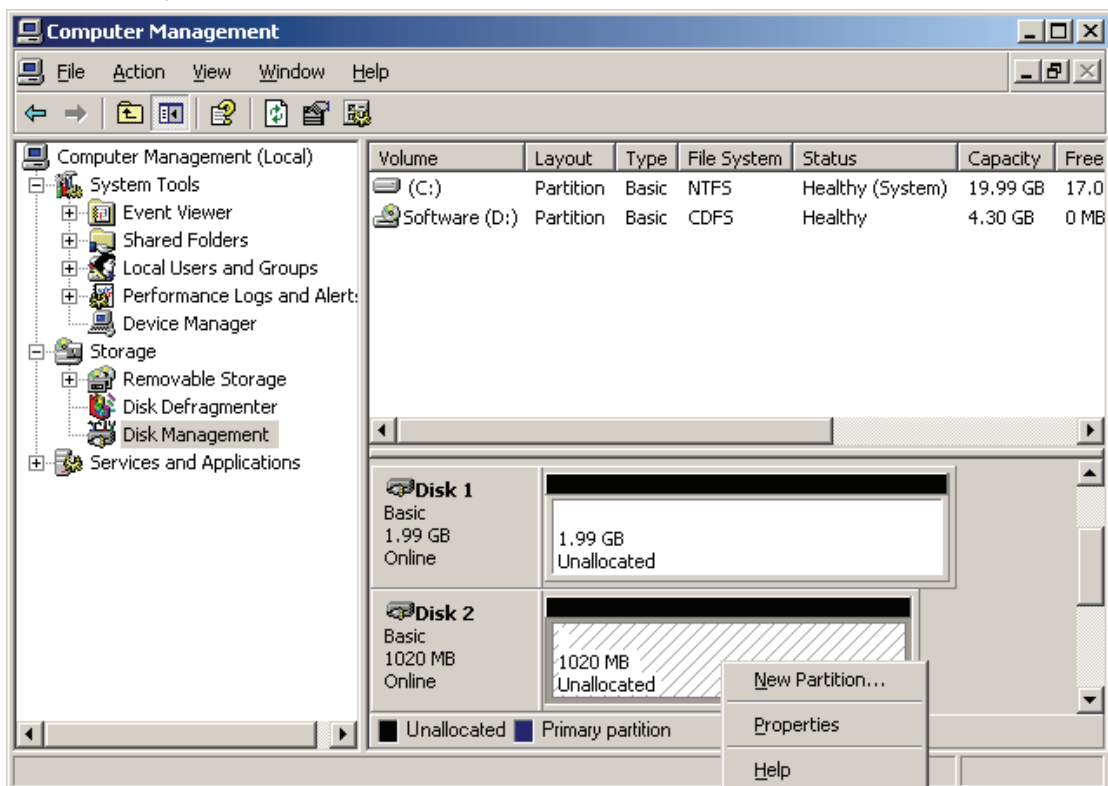 Computer Management
File Action View Window Help
Computer Management (Local)
System Tools
Event Viewer
Shared Folders
Local Users and Groups
Performance Logs and Alert
Device Manager
Storage
Removable Storage
Disk Defragmenter
Disk Management
Services and Applications
Volume Layout Type File System Status Capacity Free
(C:) Partition Basic NTFS Healthy (System) 19.99 GB 17.0
Software (D:) Partition Basic CDFS Healthy 4.30 GB 0 MB
Disk 1
Basic
1.99 GB
Online
1.99 GB
Unallocated
Disk 2
Basic
1020 MB
Online
1020 MB
Unallocated
New Partition...
Properties
Help
Unallocated Primary partition